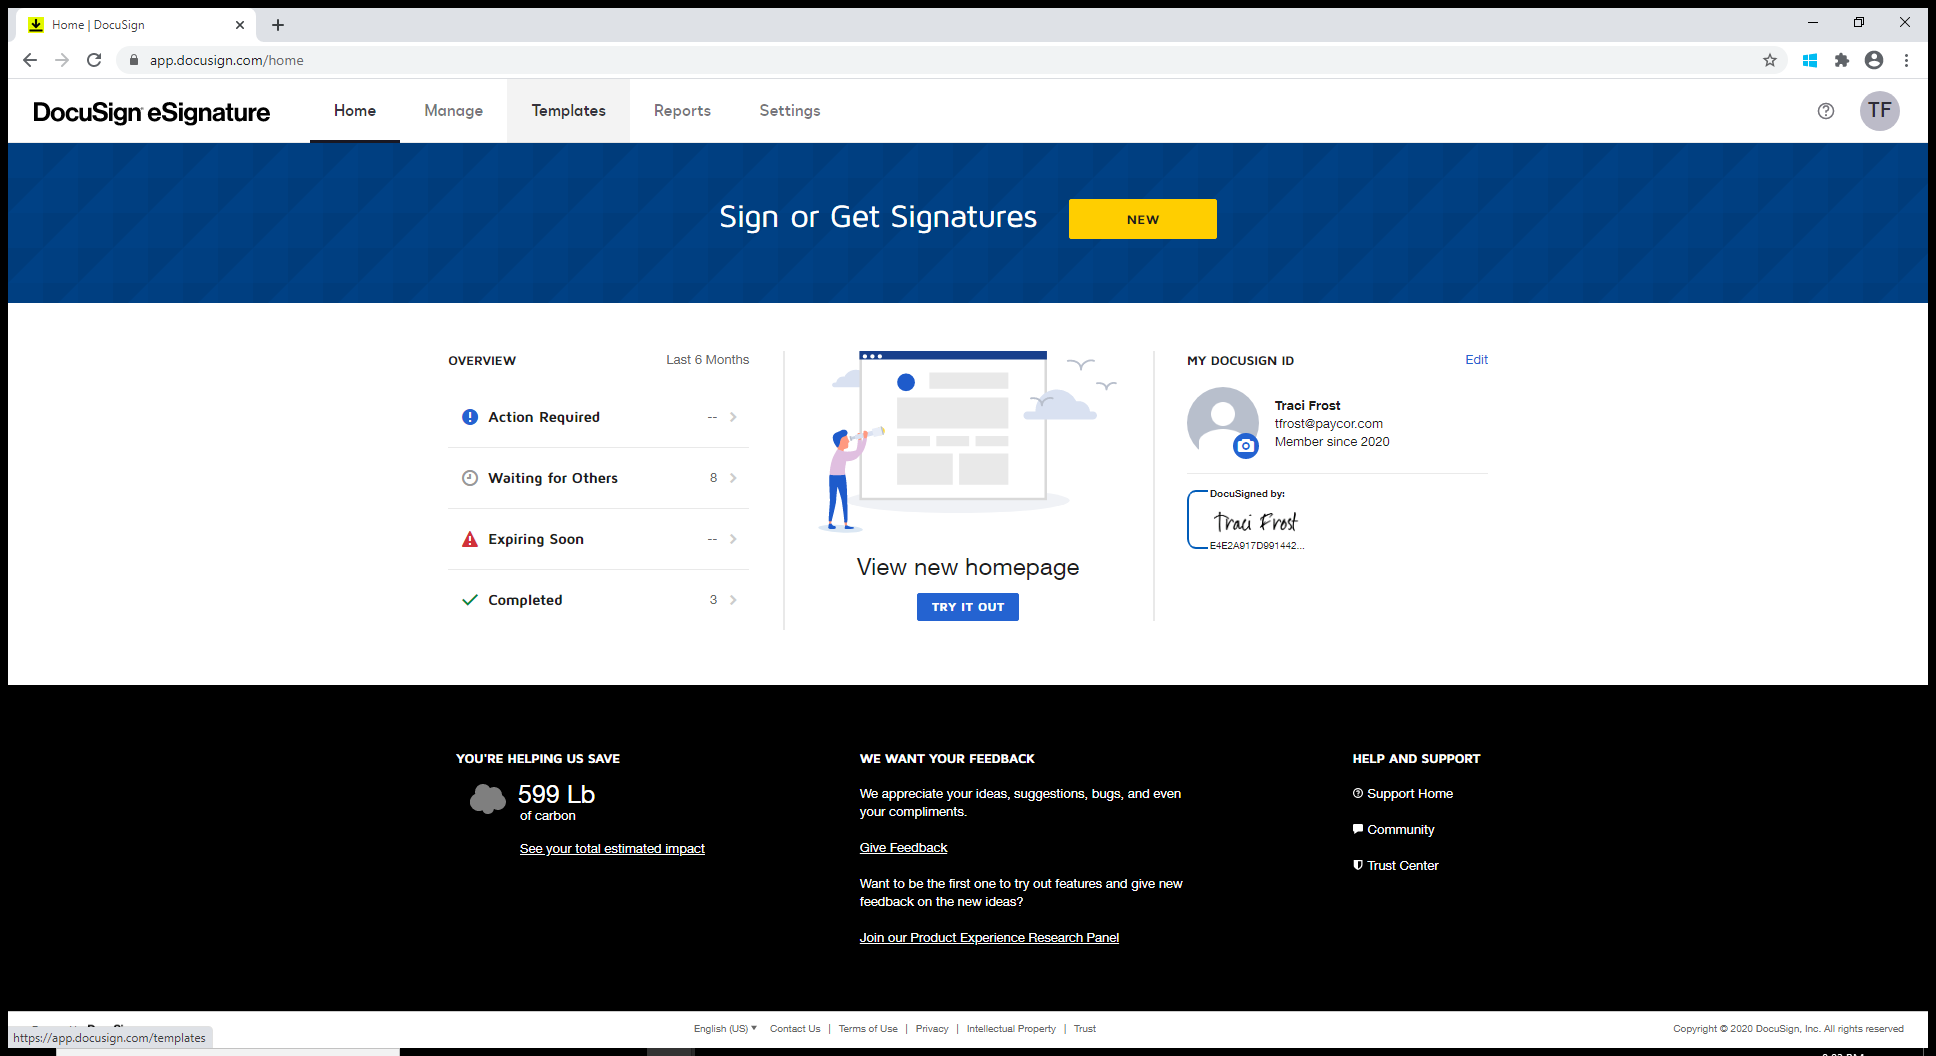 Home | DocuSign
app.docusign.com/home
DocuSign eSignature
Home
Manage
Templates
Reports
Settings
TF
Sign or Get Signatures
NEW
OVERVIEW
Last 6 Months
Action Required
--
Waiting for Others
8
Expiring Soon
--
Completed
3
View new homepage
TRY IT OUT
MY DOCUSIGN ID
Edit
Traci Frost
tfrost@paycor.com
Member since 2020
DocuSigned by:
Traci Frost
E4E2A917D991442...
YOU'RE HELPING US SAVE
599 Lb
of carbon
See your total estimated impact
WE WANT YOUR FEEDBACK
We appreciate your ideas, suggestions, bugs, and even
your compliments.
Give Feedback
Want to be the first one to try out features and give new
feedback on the new ideas?
Join our Product Experience Research Panel
HELP AND SUPPORT
Support Home
Community
Trust Center
https://app.docusign.com/templates
English (US) Contact Us | Terms of Use | Privacy | Intellectual Property | Trust
Copyright © 2020 DocuSign, Inc. All rights reserved